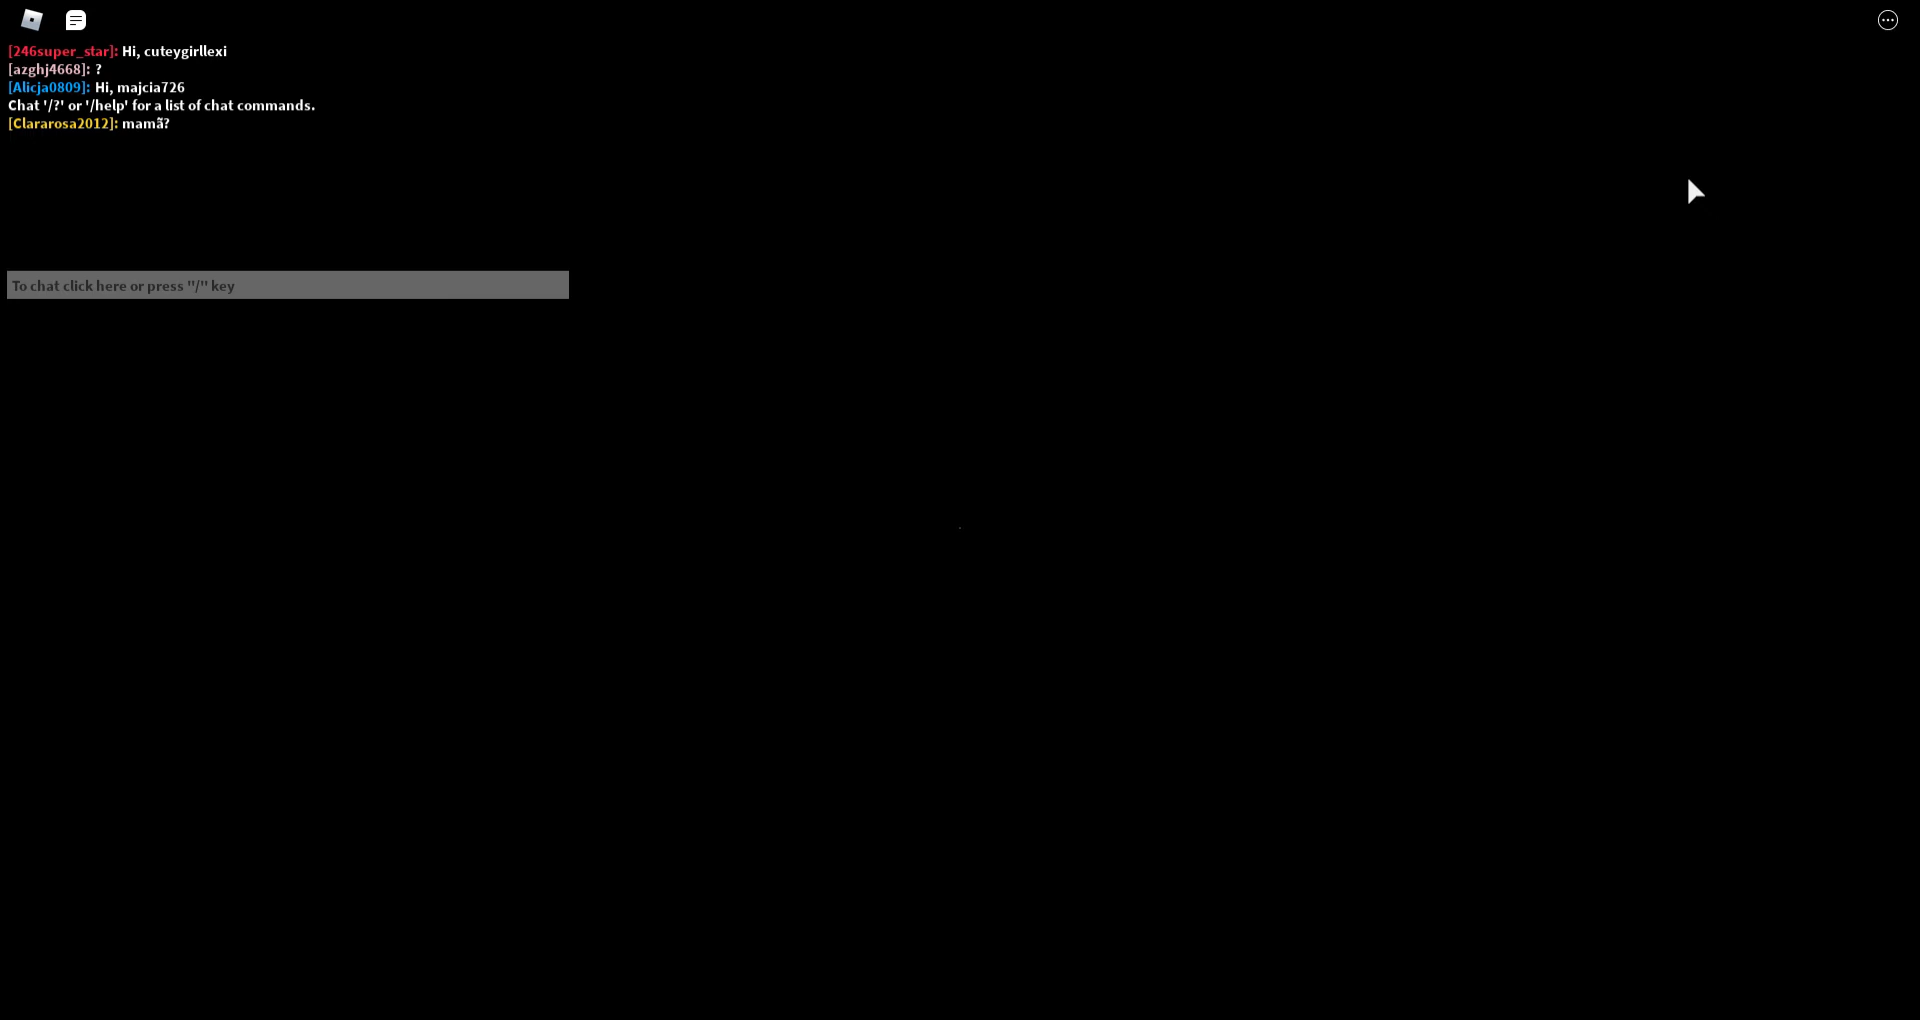 [246super_star]: Hi, cuteygirllexi
[azghj4668]: ?
[Alicja0809]: Hi, majcia726
Chat '/?' or '/help' for a list of chat commands.
[Clararosa2012]: mamã?
To chat click here or press "/" key